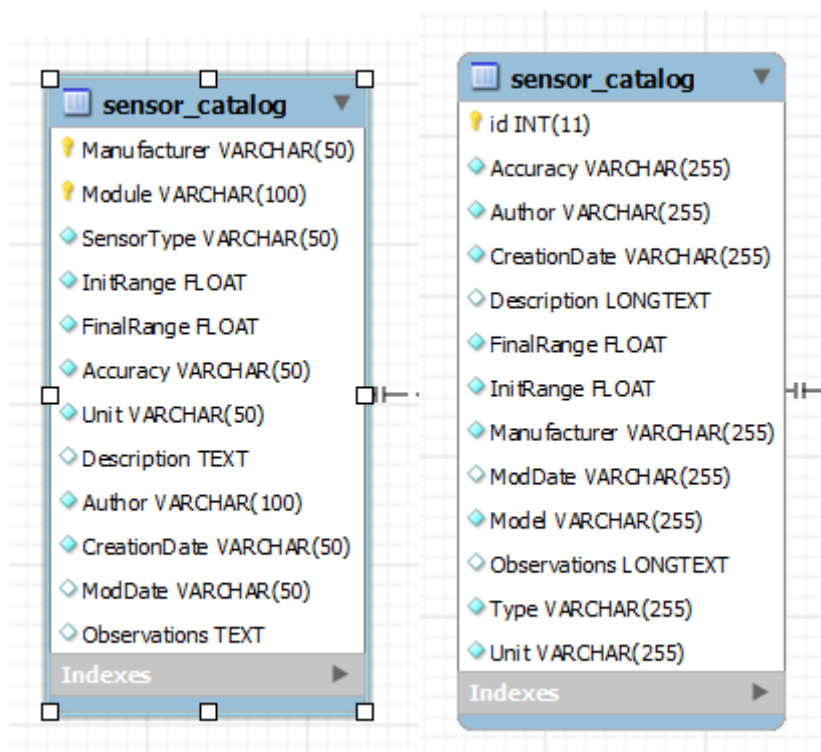 sensor_catalog
Manufacturer VARCHAR(50)
Module VARCHAR(100)
SensorType VARCHAR(50)
InitRange FLOAT
FinalRange FLOAT
Accuracy VARCHAR(50)
Unit VARCHAR(50)
Description TEXT
Author VARCHAR(100)
CreationDate VARCHAR(50)
ModDate VARCHAR(50)
Observations TEXT
Indexes
sensor_catalog
id INT(11)
Accuracy VARCHAR(255)
Author VARCHAR(255)
CreationDate VARCHAR(255)
Description LONGTEXT
FinalRange FLOAT
InitRange FLOAT
Manufacturer VARCHAR(255)
ModDate VARCHAR(255)
Model VARCHAR(255)
Observations LONGTEXT
Type VARCHAR(255)
Unit VARCHAR(255)
Indexes